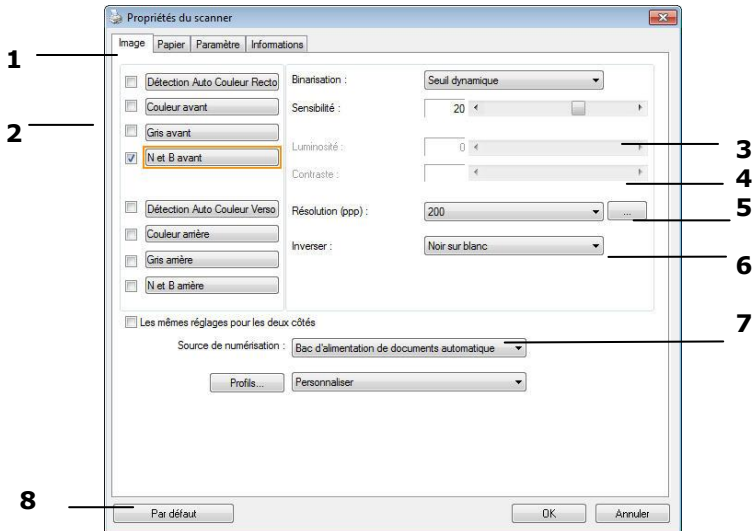 Propriétés du scanner
Image Papier Paramètre Informations
1
Détection Auto Couleur Recto
Binarisation : Seuil dynamique
Couleur avant
Sensibilité : 20
2
Gris avant
N et B avant
Luminosité : 0
3
Contraste :
4
Détection Auto Couleur Verso
Résolution (ppp) : 200 ...
5
Couleur arrière
Inverser : Noir sur blanc
6
Gris arrière
N et B arrière
Les mêmes réglages pour les deux côtés
7
Source de numérisation : Bac d'alimentation de documents automatique
Profils... Personnaliser
8
Par défaut OK Annuler